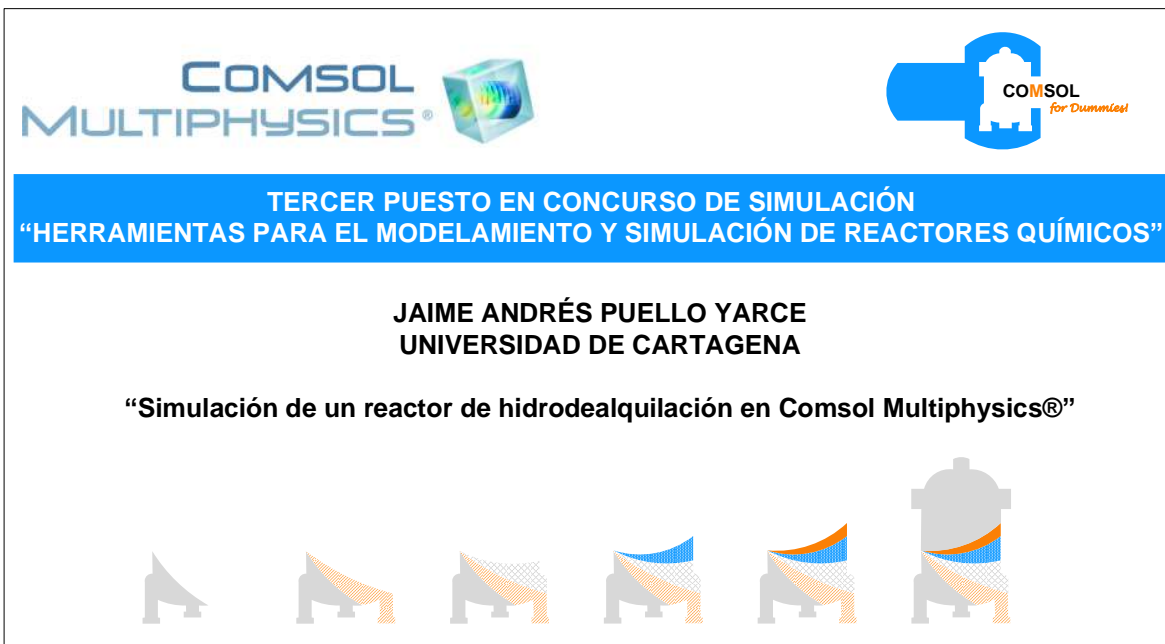 COMSOL
MULTIPHYSICS®
COMSOL
for Dummies!
TERCER PUESTO EN CONCURSO DE SIMULACIÓN
“HERRAMIENTAS PARA EL MODELAMIENTO Y SIMULACIÓN DE REACTORES QUÍMICOS”
JAIME ANDRÉS PUELLO YARCE
UNIVERSIDAD DE CARTAGENA
“Simulación de un reactor de hidrodealquilación en Comsol Multiphysics®”